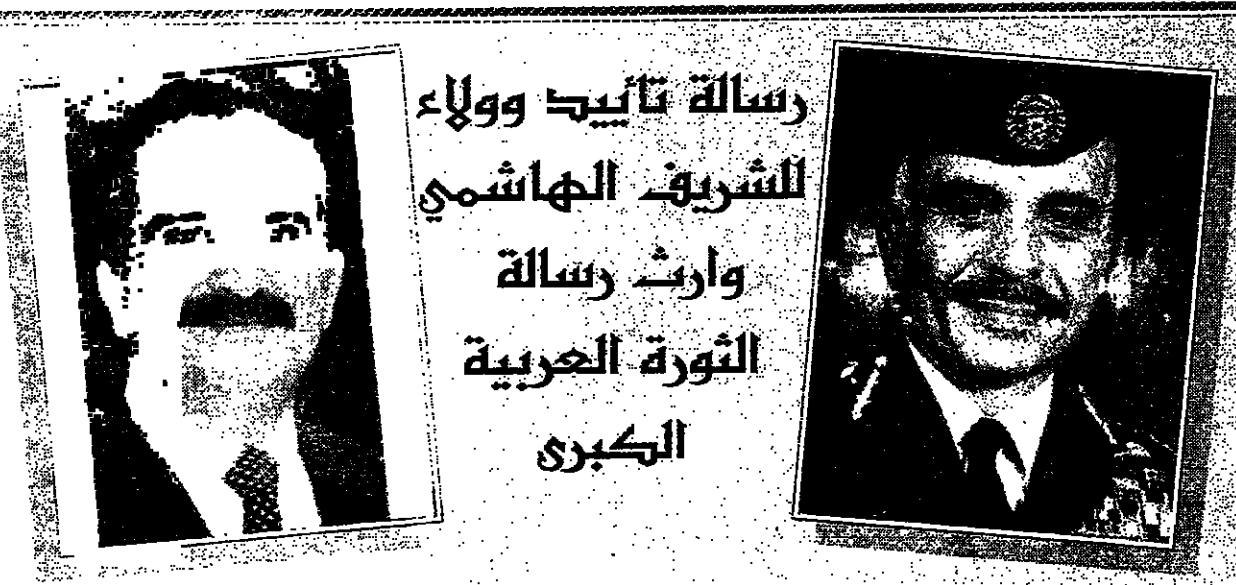 رسالة تأييد وولاء
للشريف الهاشمي
وارث رسالة
الثورة العربية
الكبرى